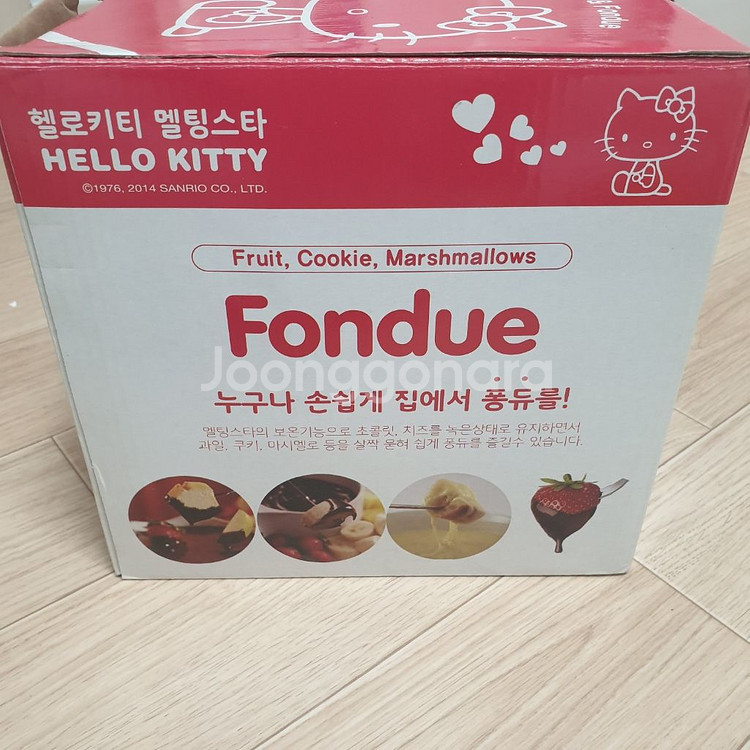 Fondue
헬로키티 멜팅스타
HELLO KITTY
©1976, 2014 SANRIO CO., LTD.
Fruit, Cookie, Marshmallows
Fondue
Joonggonara
누구나 손쉽게 집에서 퐁듀를!
멜팅스타의 보온기능으로 초콜릿, 치즈를 녹은상태로 유지하면서
과일, 쿠키, 마시멜로 등을 살짝 묻혀 쉽게 퐁듀를 즐길수 있습니다.